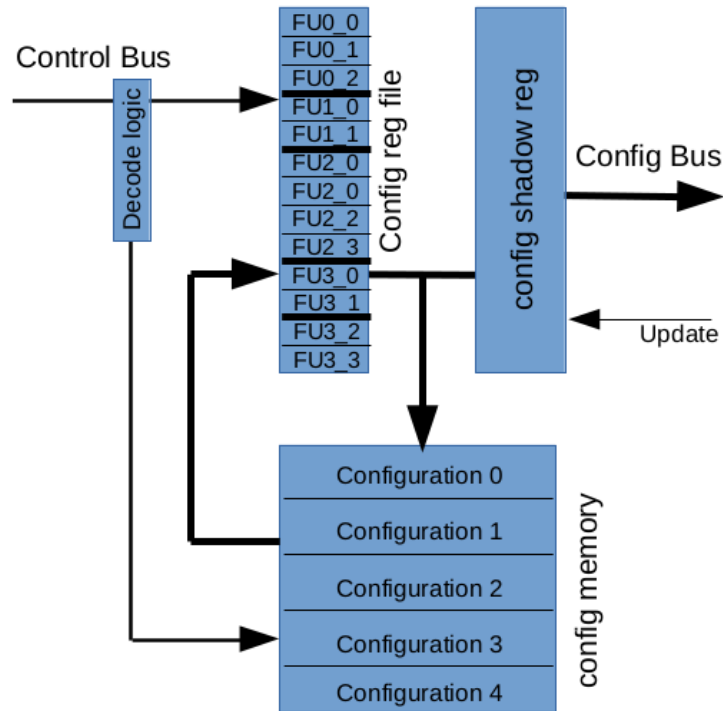 Control Bus
Decode logic
FU0_0
FU0_1
FU0_2
FU1_0
FU1_1
FU2_0
FU2_0
FU2_2
FU2_3
FU3_0
FU3_1
FU3_2
FU3_3
Config reg file
config shadow reg
Config Bus
Update
Configuration 0
Configuration 1
Configuration 2
Configuration 3
Configuration 4
config memory